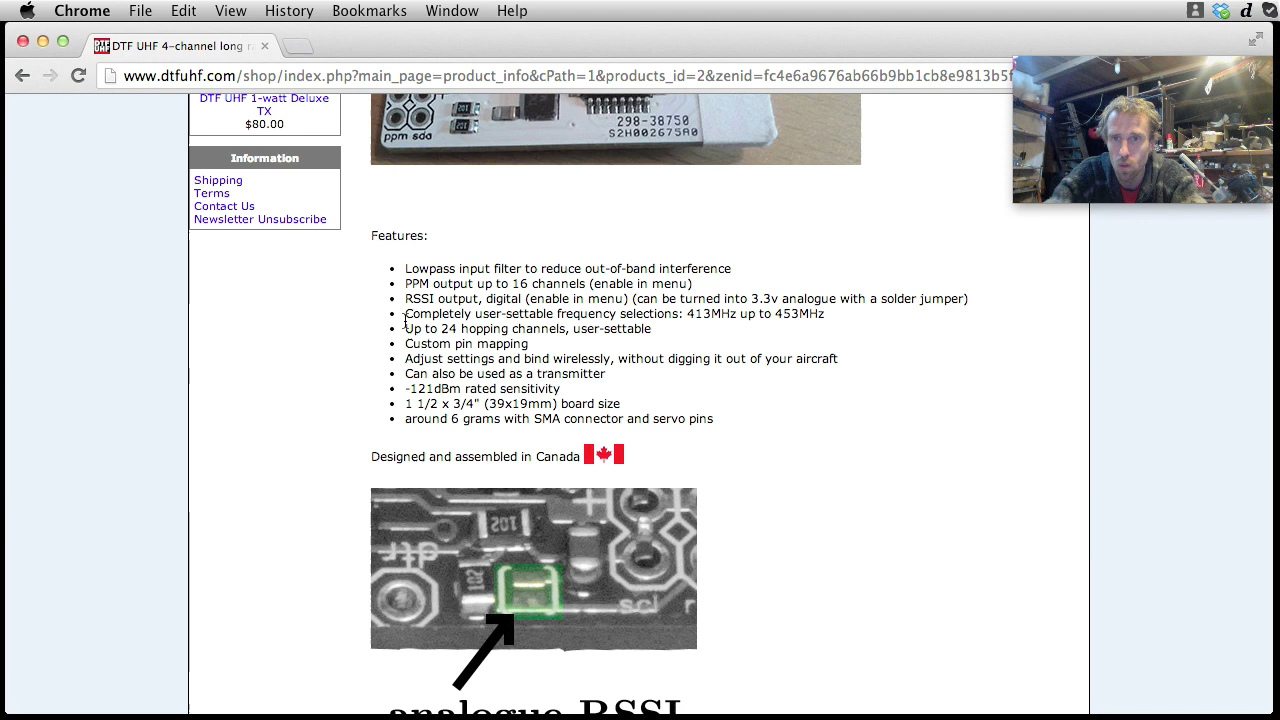 Chrome File Edit View History Bookmarks Window Help
DTF UHF 4-channel long r
www.dtfuhf.com/shop/index.php?main_page=product_info&cPath=1&products_id=2&zenid=fc4e6a9676ab66b9bb1cb8e9813b5f
DTF UHF 1-watt Deluxe
TX
$80.00
Information
Shipping
Terms
Contact Us
Newsletter Unsubscribe
ppm sda
298-38750
S2H002675A0
Features:
• Lowpass input filter to reduce out-of-band interference
• PPM output up to 16 channels (enable in menu)
• RSSI output, digital (enable in menu) (can be turned into 3.3v analogue with a solder jumper)
• Completely user-settable frequency selections: 413MHz up to 453MHz
• Up to 24 hopping channels, user-settable
• Custom pin mapping
• Adjust settings and bind wirelessly, without digging it out of your aircraft
• Can also be used as a transmitter
• -121dBm rated sensitivity
• 1 1/2 x 3/4" (39x19mm) board size
• around 6 grams with SMA connector and servo pins
Designed and assembled in Canada
102
102
scl
analogue RSSI